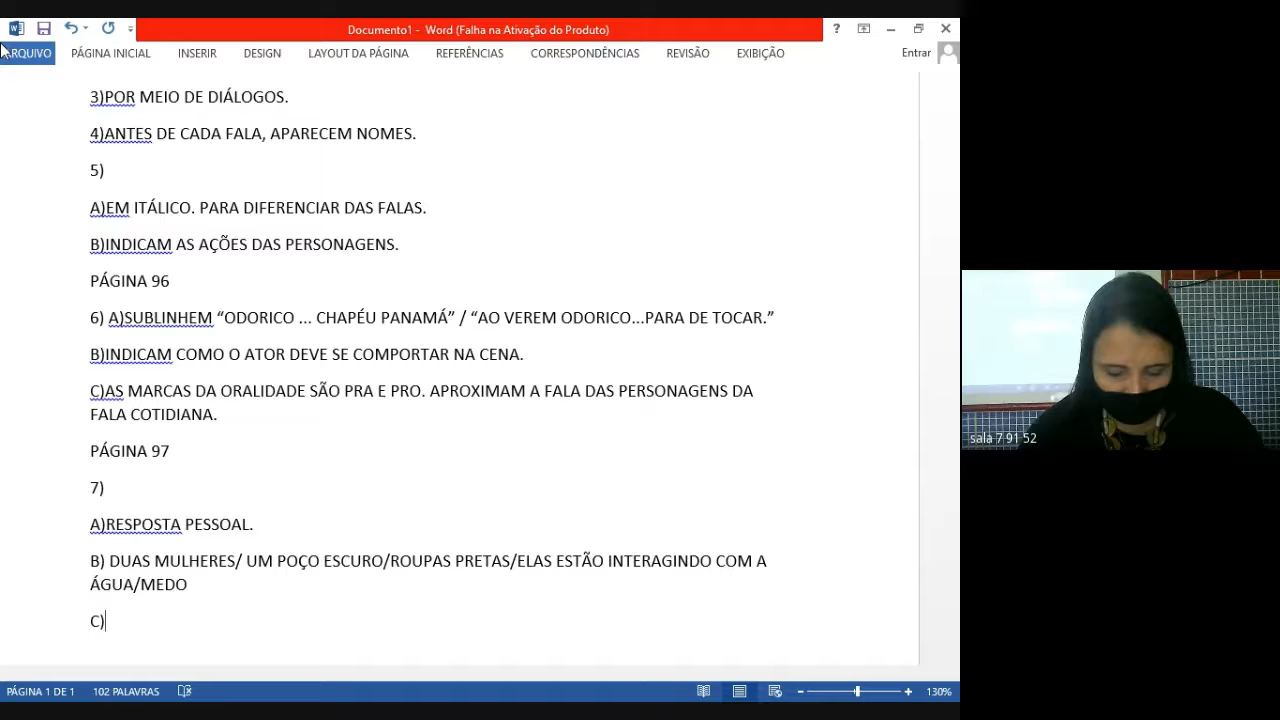 Documento1 - Word (Falha na Ativação do Produto)
?
ARQUIVO PÁGINA INICIAL INSERIR DESIGN LAYOUT DA PÁGINA REFERÊNCIAS CORRESPONDÊNCIAS REVISÃO EXIBIÇÃO Entrar
3)POR MEIO DE DIÁLOGOS.
4)ANTES DE CADA FALA, APARECEM NOMES.
5)
A)EM ITÁLICO. PARA DIFERENCIAR DAS FALAS.
B)INDICAM AS AÇÕES DAS PERSONAGENS.
PÁGINA 96
6) A)SUBLINHEM “ODORICO ... CHAPÉU PANAMÁ” / “AO VEREM ODORICO...PARA DE TOCAR.”
B)INDICAM COMO O ATOR DEVE SE COMPORTAR NA CENA.
C)AS MARCAS DA ORALIDADE SÃO PRA E PRO. APROXIMAM A FALA DAS PERSONAGENS DA
FALA COTIDIANA.
PÁGINA 97
7)
A)RESPOSTA PESSOAL.
B) DUAS MULHERES/ UM POÇO ESCURO/ROUPAS PRETAS/ELAS ESTÃO INTERAGINDO COM A
ÁGUA/MEDO
C)
sala 7 91 52
PÁGINA 1 DE 1 102 PALAVRAS 130%